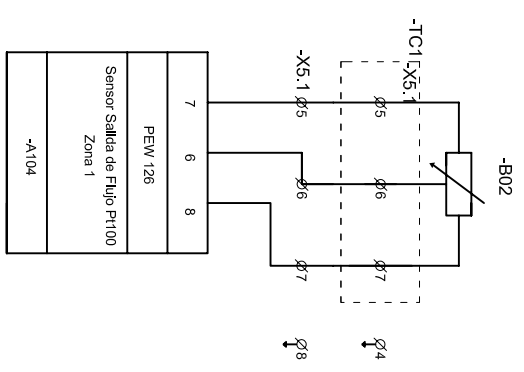 -TC1
-X5.1
-X5.1
-B02
5
5
6
6
7
7
8
4
7
6
8
PEW 126
Sensor Salida de Flujo Pt100
Zona 1
-A104